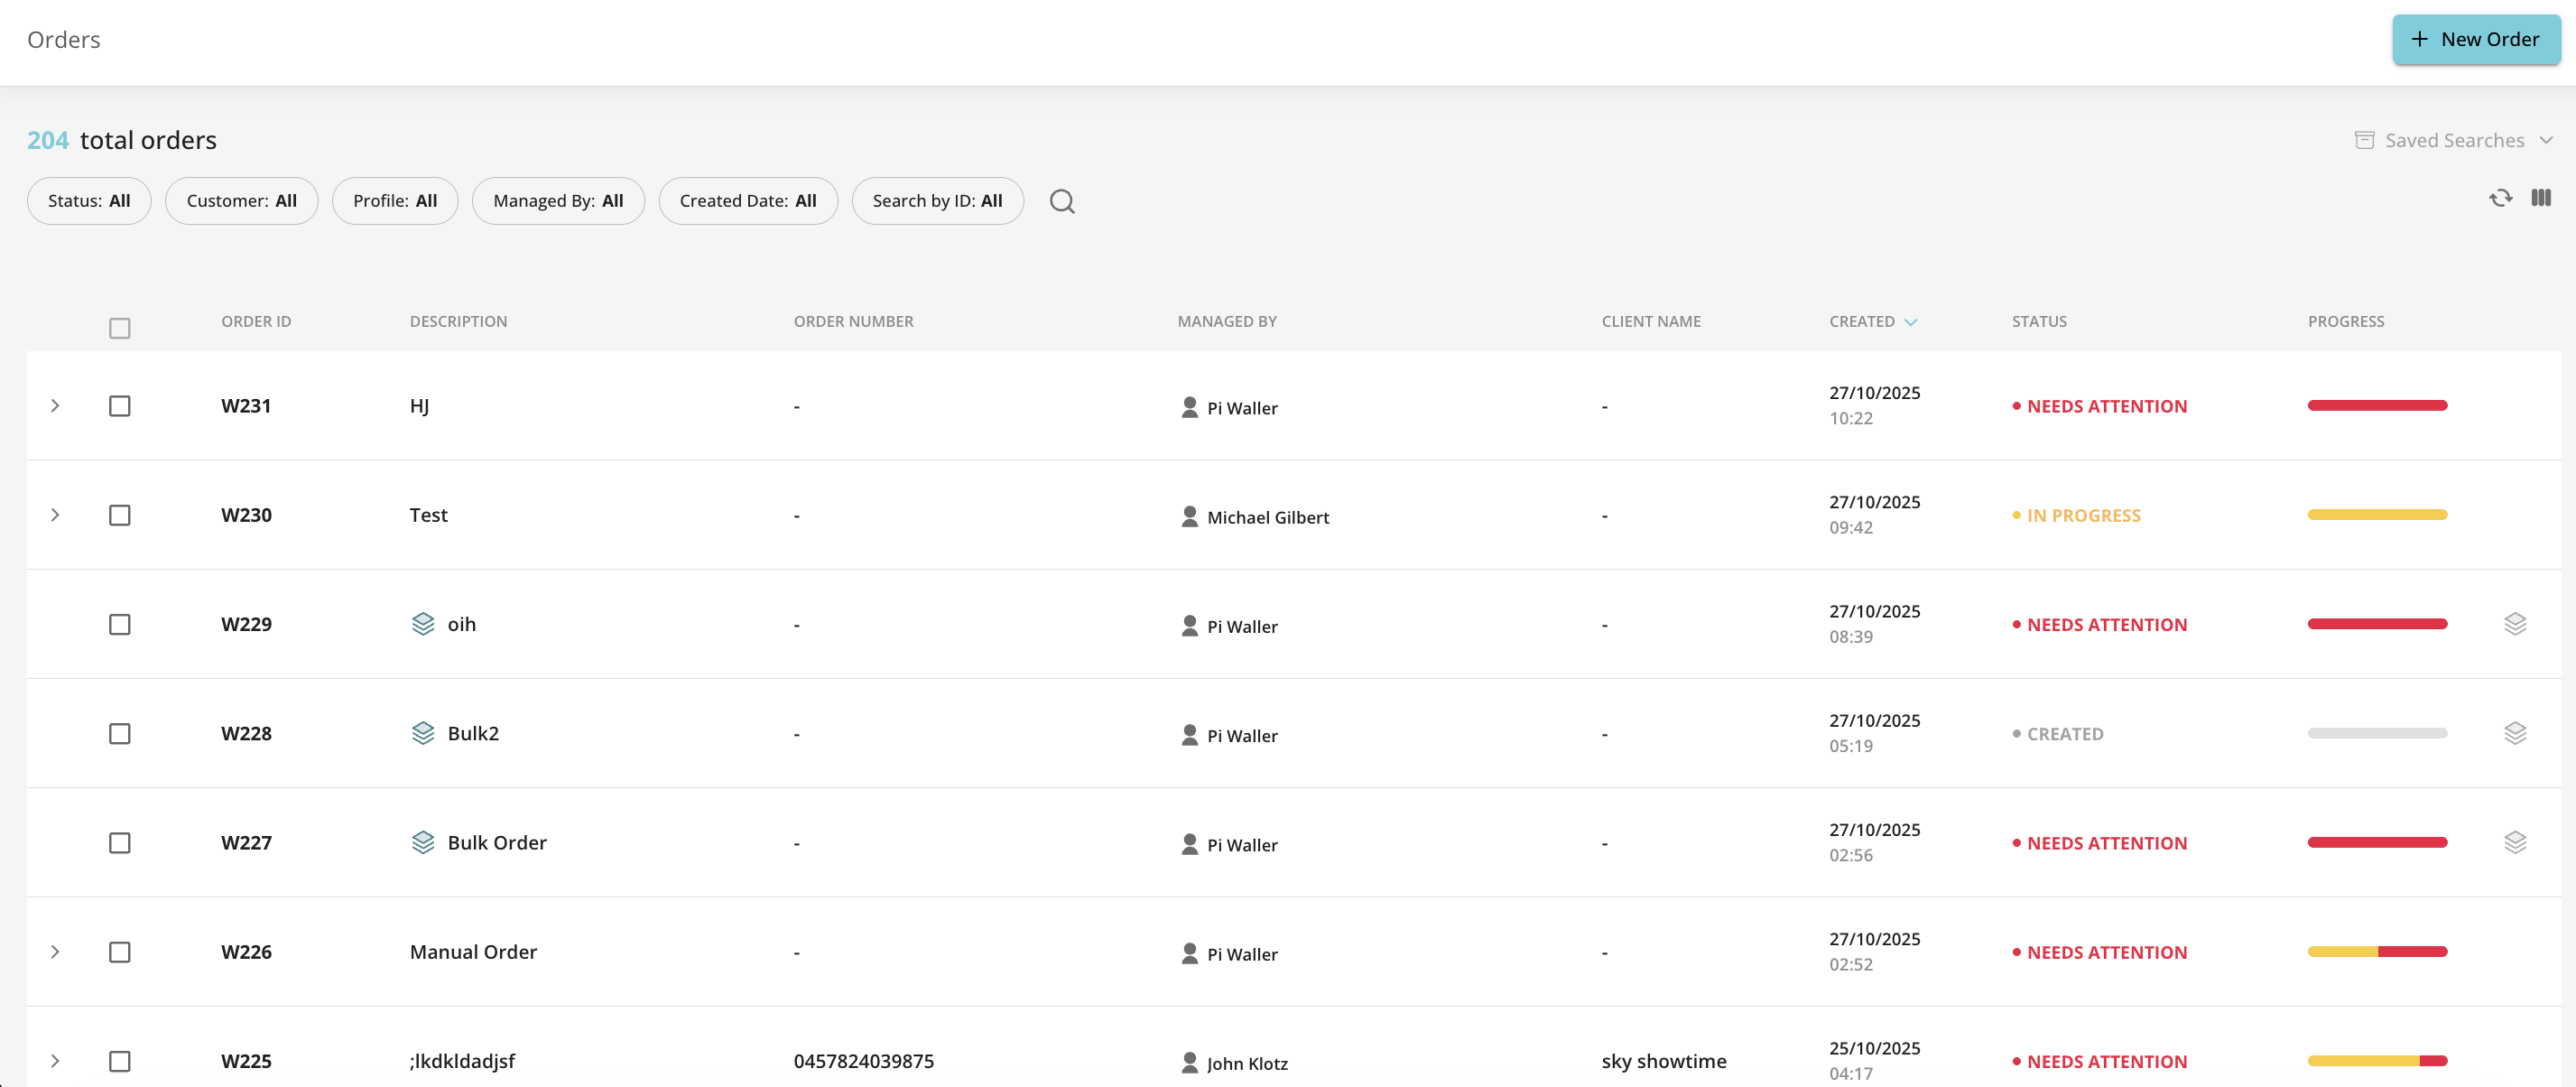 Orders
+ New Order
204 total orders
Saved Searches
Status: All Customer: All Profile: All Managed By: All Created Date: All Search by ID: All
ORDER ID DESCRIPTION ORDER NUMBER MANAGED BY CLIENT NAME CREATED STATUS PROGRESS
W231 HJ - Pi Waller - 27/10/2025 NEEDS ATTENTION
10:22
W230 Test - Michael Gilbert - 27/10/2025 IN PROGRESS
09:42
W229 oih - Pi Waller - 27/10/2025 NEEDS ATTENTION
08:39
W228 Bulk2 - Pi Waller - 27/10/2025 CREATED
05:19
W227 Bulk Order - Pi Waller - 27/10/2025 NEEDS ATTENTION
02:56
W226 Manual Order - Pi Waller - 27/10/2025 NEEDS ATTENTION
02:52
W225 ;lkdkldadjsf 0457824039875 John Klotz sky showtime 25/10/2025 NEEDS ATTENTION
04:17